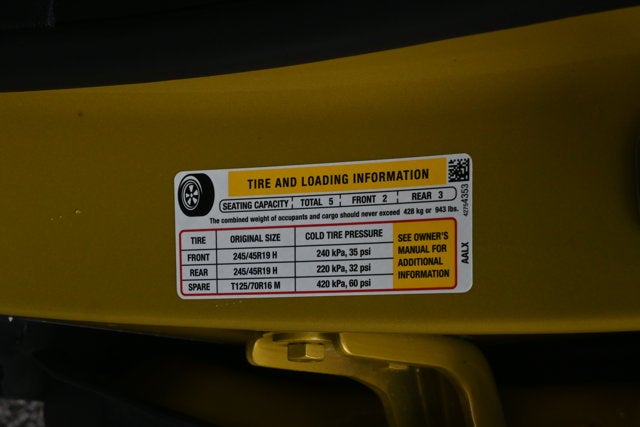 TIRE AND LOADING INFORMATION
SEATING CAPACITY TOTAL 5 FRONT 2 REAR 3
The combined weight of occupants and cargo should never exceed 428 kg or 943 lbs.
TIRE ORIGINAL SIZE COLD TIRE PRESSURE
FRONT 245/45R19 H 240 kPa, 35 psi
REAR 245/45R19 H 220 kPa, 32 psi
SPARE T125/70R16 M 420 kPa, 60 psi
SEE OWNER'S
MANUAL FOR
ADDITIONAL
INFORMATION
42754353
AALX